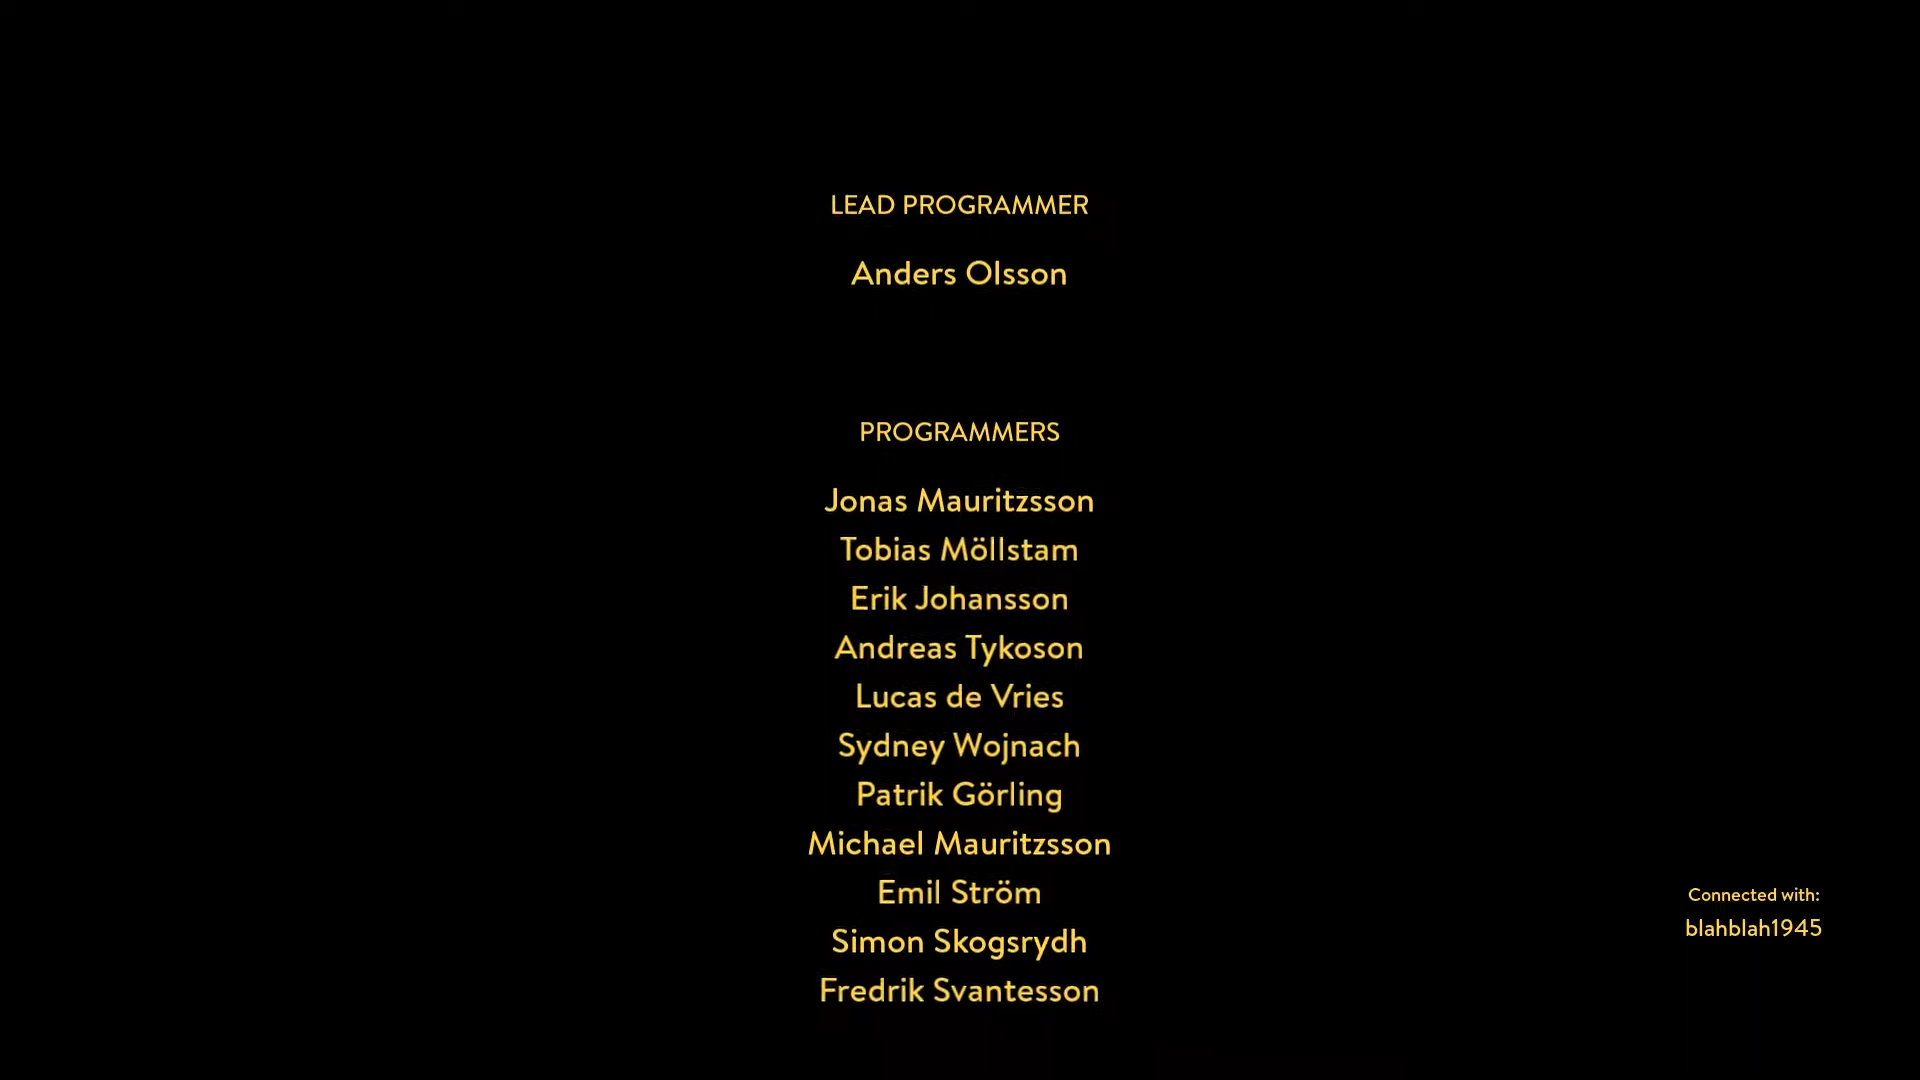 LEAD PROGRAMMER
Anders Olsson
PROGRAMMERS
Jonas Mauritzsson
Tobias Möllstam
Erik Johansson
Andreas Tykoson
Lucas de Vries
Sydney Wojnach
Patrik Görling
Michael Mauritzsson
Emil Ström
Simon Skogsrydh
Fredrik Svantesson
Connected with:
blahblah1945